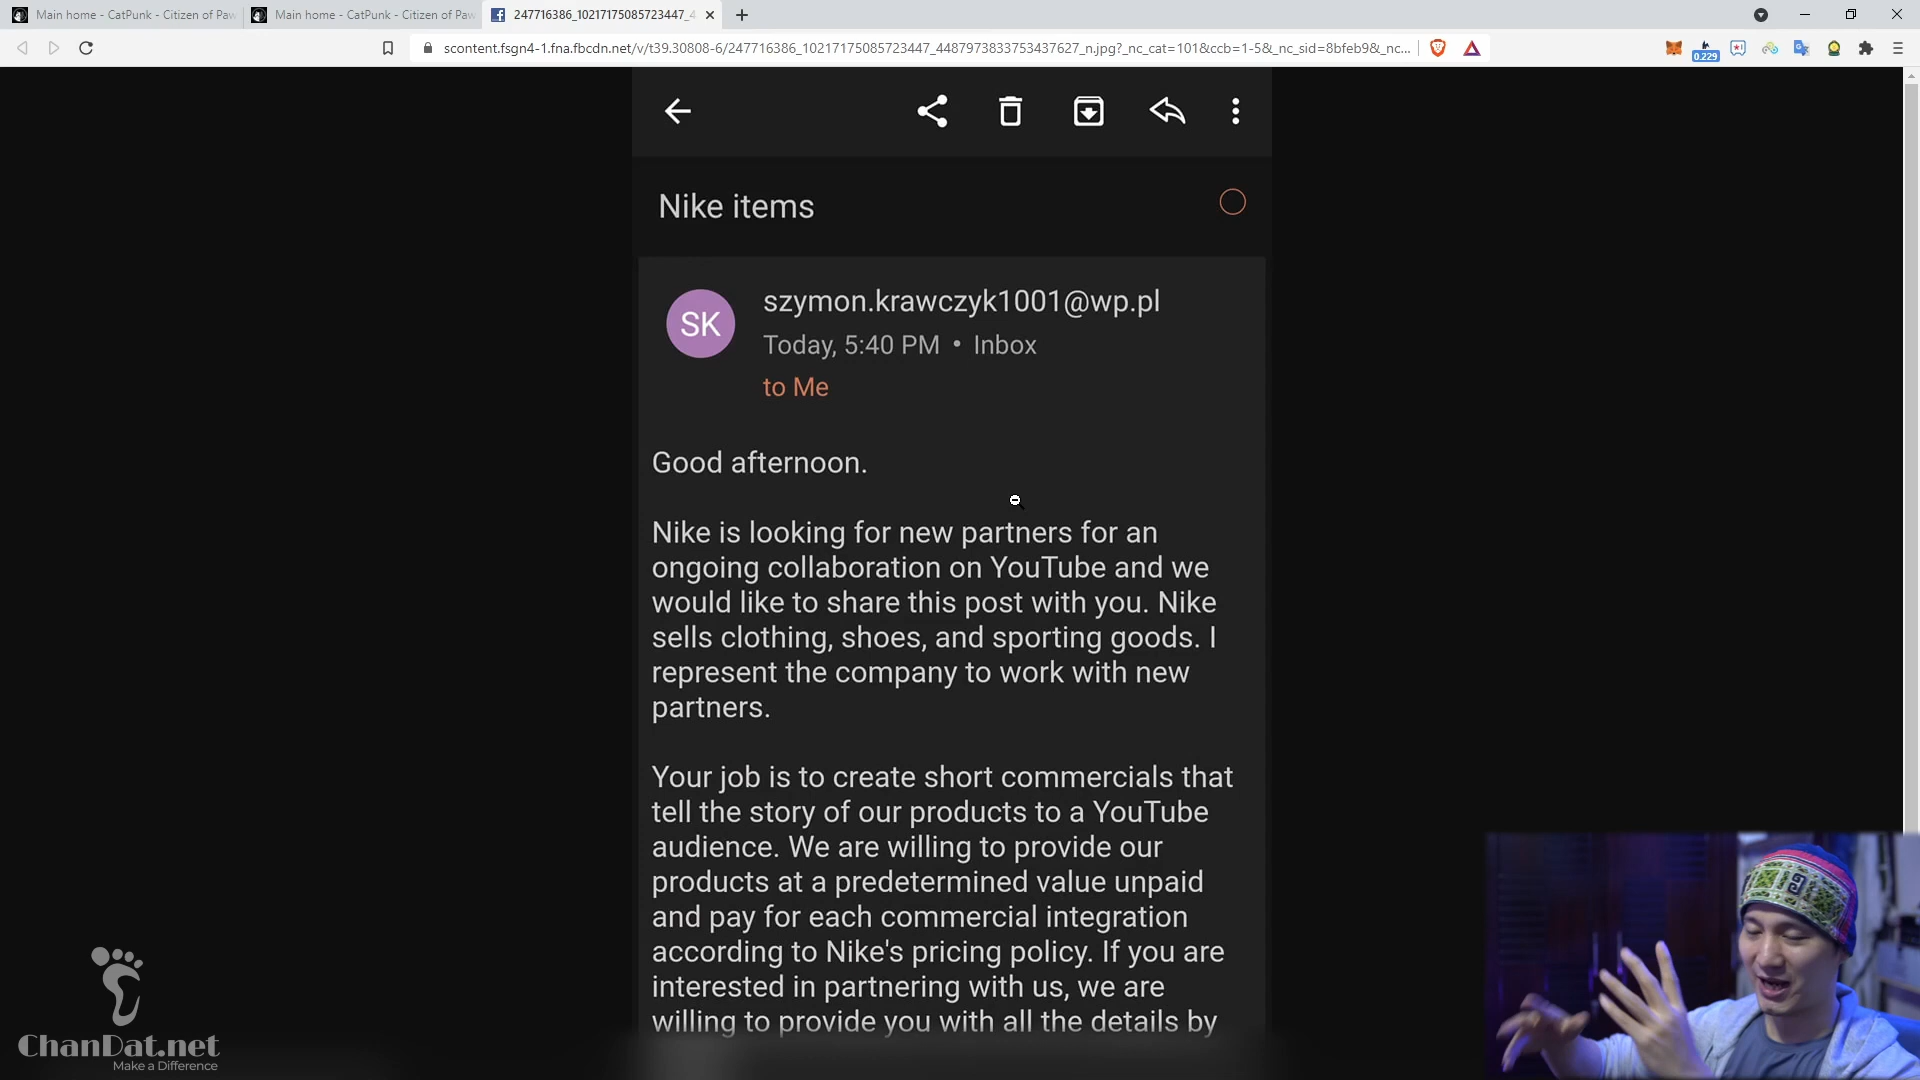 Main home - CatPunk - Citizen of Paw
Main home - CatPunk - Citizen of Paw
247716386_10217175085723447_4
scontent.fsgn4-1.fna.fbcdn.net/v/t39.30808-6/247716386_10217175085723447_4487973833753437627_n.jpg?_nc_cat=101&ccb=1-5&_nc_sid=8bfeb9&_nc...
0.229
Nike items
SK
szymon.krawczyk1001@wp.pl
Today, 5:40 PM • Inbox
to Me
Good afternoon.
Nike is looking for new partners for an
ongoing collaboration on YouTube and we
would like to share this post with you. Nike
sells clothing, shoes, and sporting goods. I
represent the company to work with new
partners.
Your job is to create short commercials that
tell the story of our products to a YouTube
audience. We are willing to provide our
products at a predetermined value unpaid
and pay for each commercial integration
according to Nike's pricing policy. If you are
interested in partnering with us, we are
willing to provide you with all the details by
ChanDat.net
Make a Difference